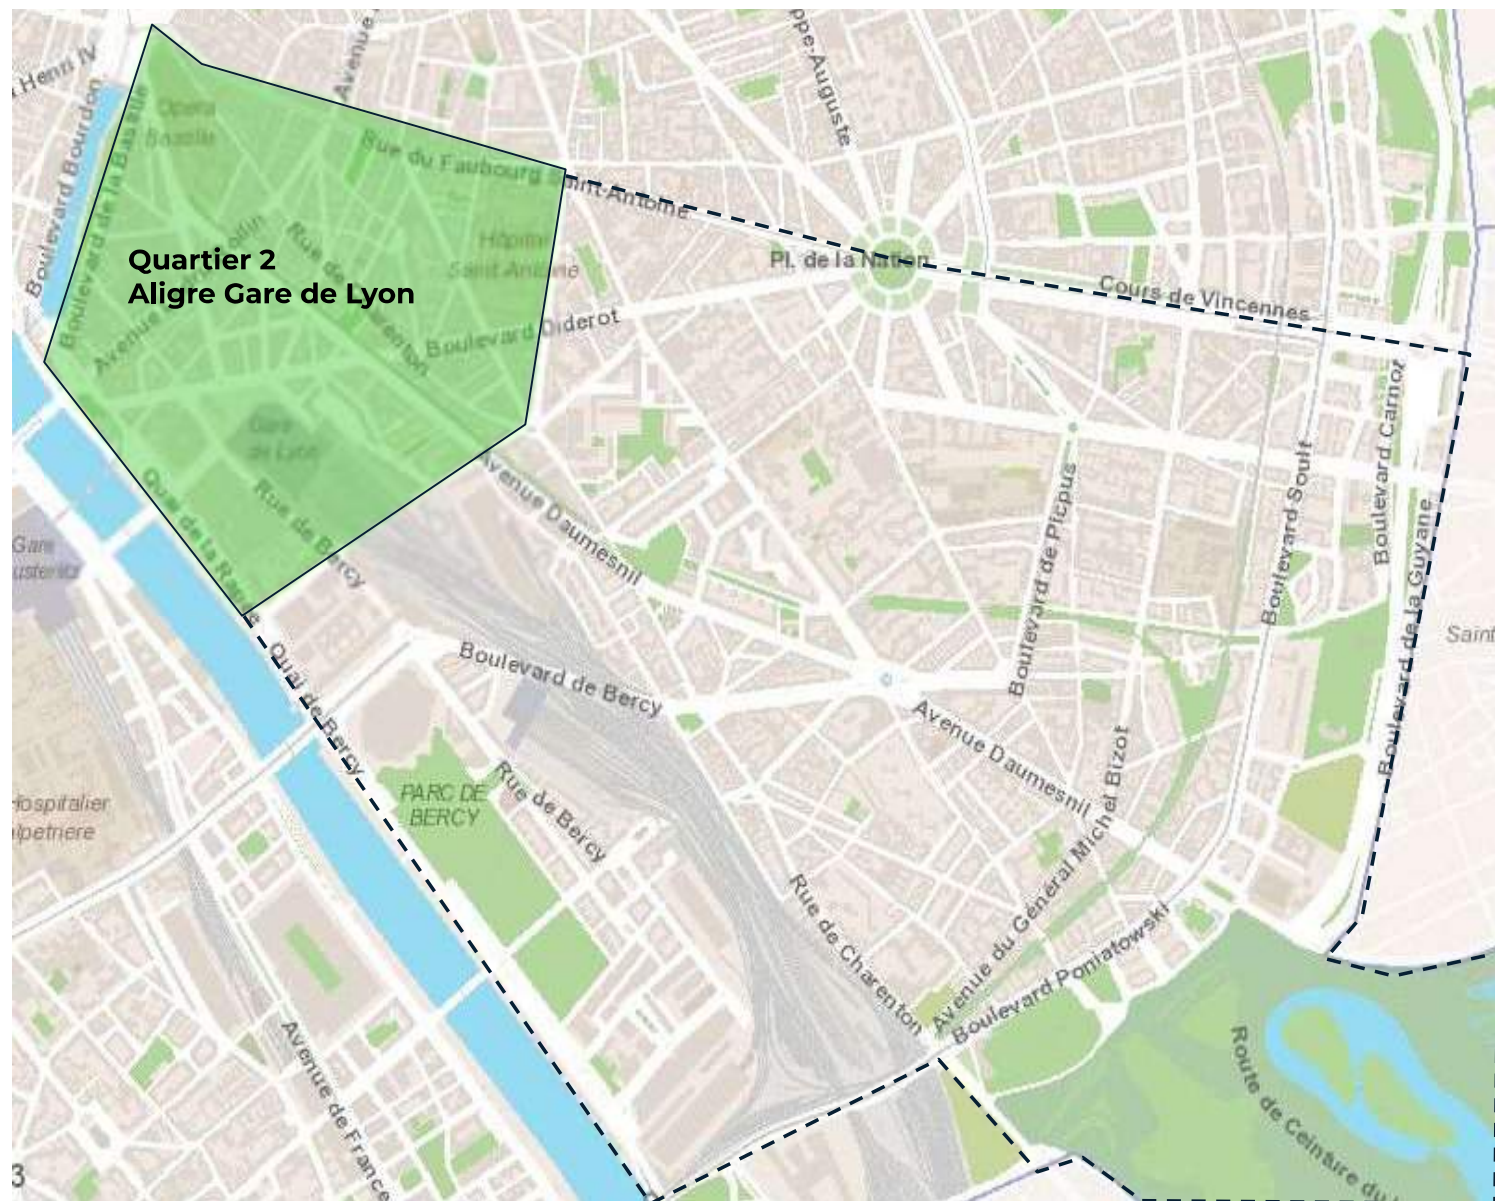 Henri IV
Boulevard Bourdon
Boulevard de la Bastille
Opéra
Bastille
Avenue
ppe-Auguste
Rue du Faubourg Saint-Antoine
Hôpital
Saint Antoine
Quartier 2
Aligre Gare de Lyon
Rue de Charenton
Boulevard Diderot
Pl. de la Nation
Cours de Vincennes
Gare
de Lyon
Quai de la Rapée
Rue de Bercy
Avenue Daumesnil
Boulevard de Picpus
Boulevard Soult
Boulevard Carnot
Boulevard de la Guyane
Saint
Gare
usterlitz
Quai de Bercy
Boulevard de Bercy
Avenue Daumesnil
Avenue du Général Michel Bizot
Hospitalier
lpetriere
PARC DE
BERCY
Rue de Bercy
Rue de Charenton
Boulevard Poniatowski
Avenue de France
Route de Ceinture du
3